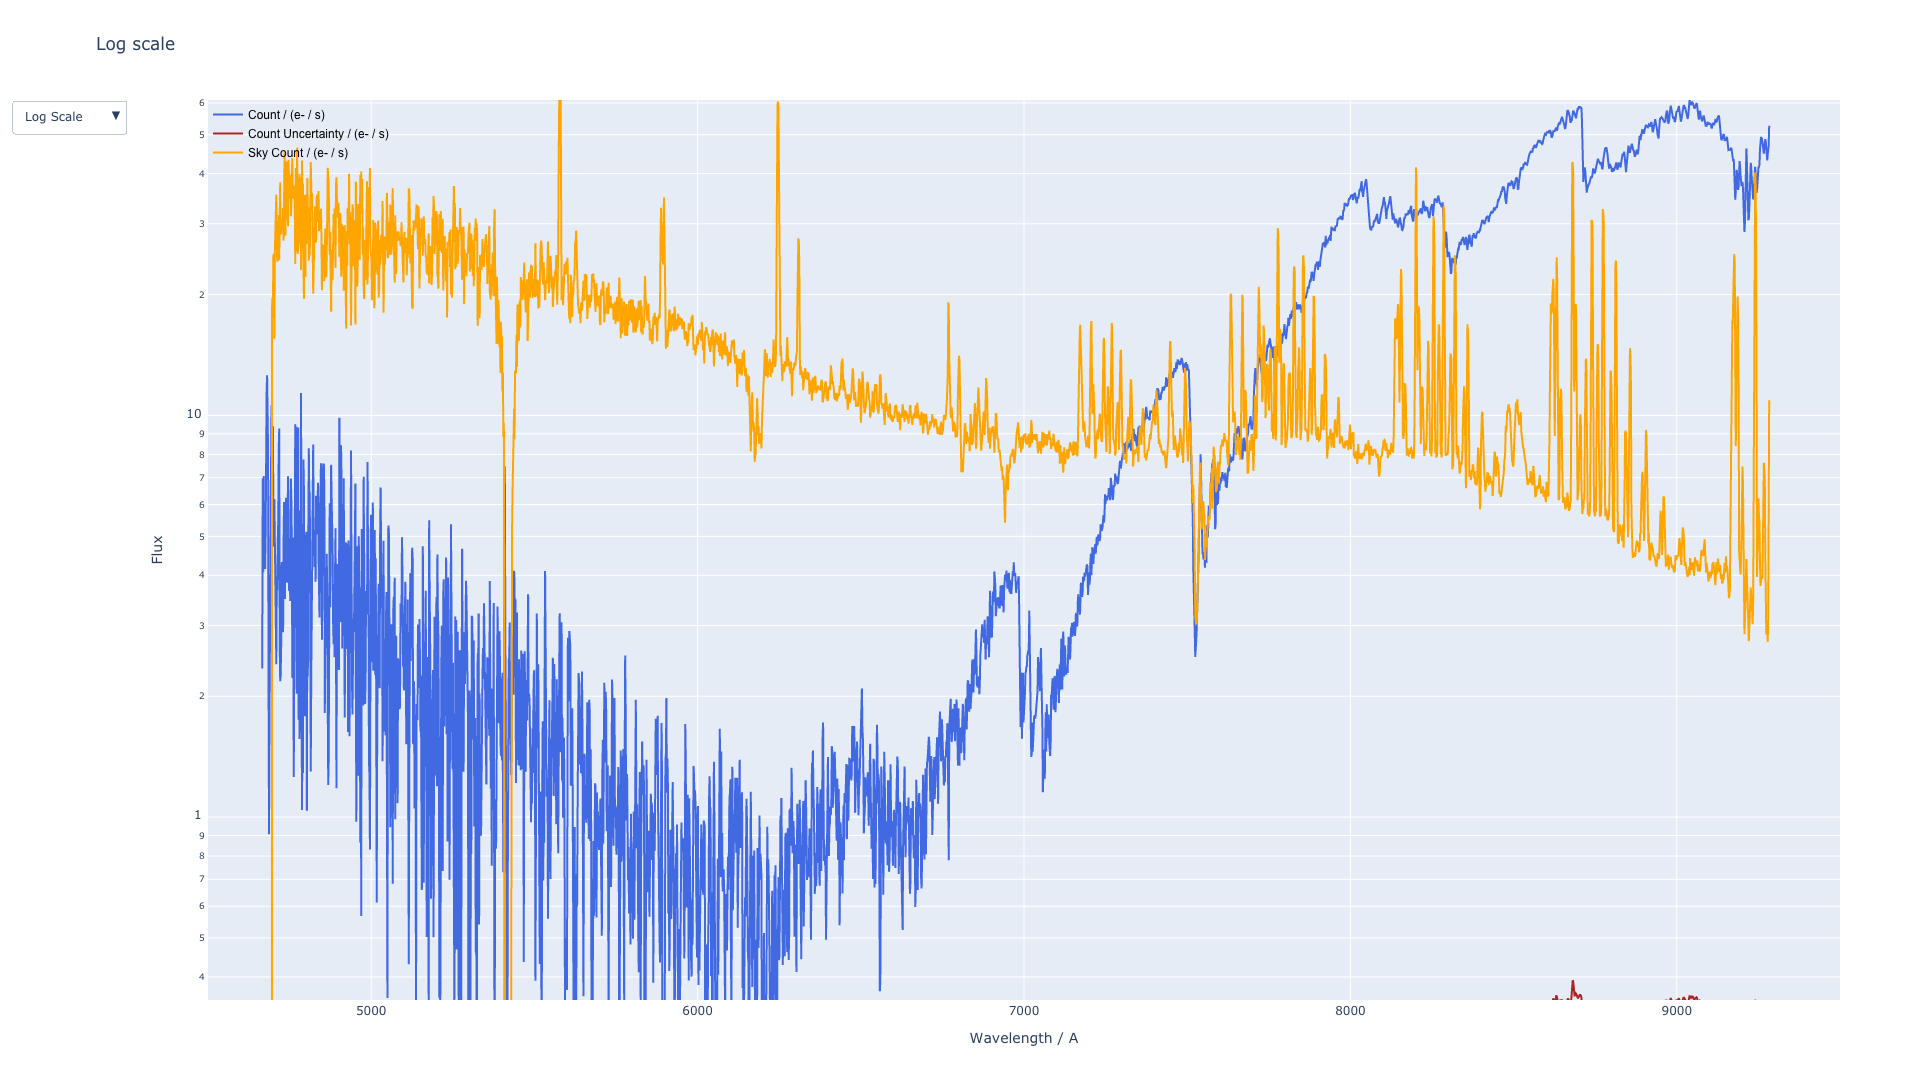 Log scale
Log Scale ▼
Count / (e- / s)
Count Uncertainty / (e- / s)
Sky Count / (e- / s)
6
5
4
3
2
10
9
8
7
6
5
4
3
2
1
9
8
7
6
5
4
Flux
5000 6000 7000 8000 9000
Wavelength / A